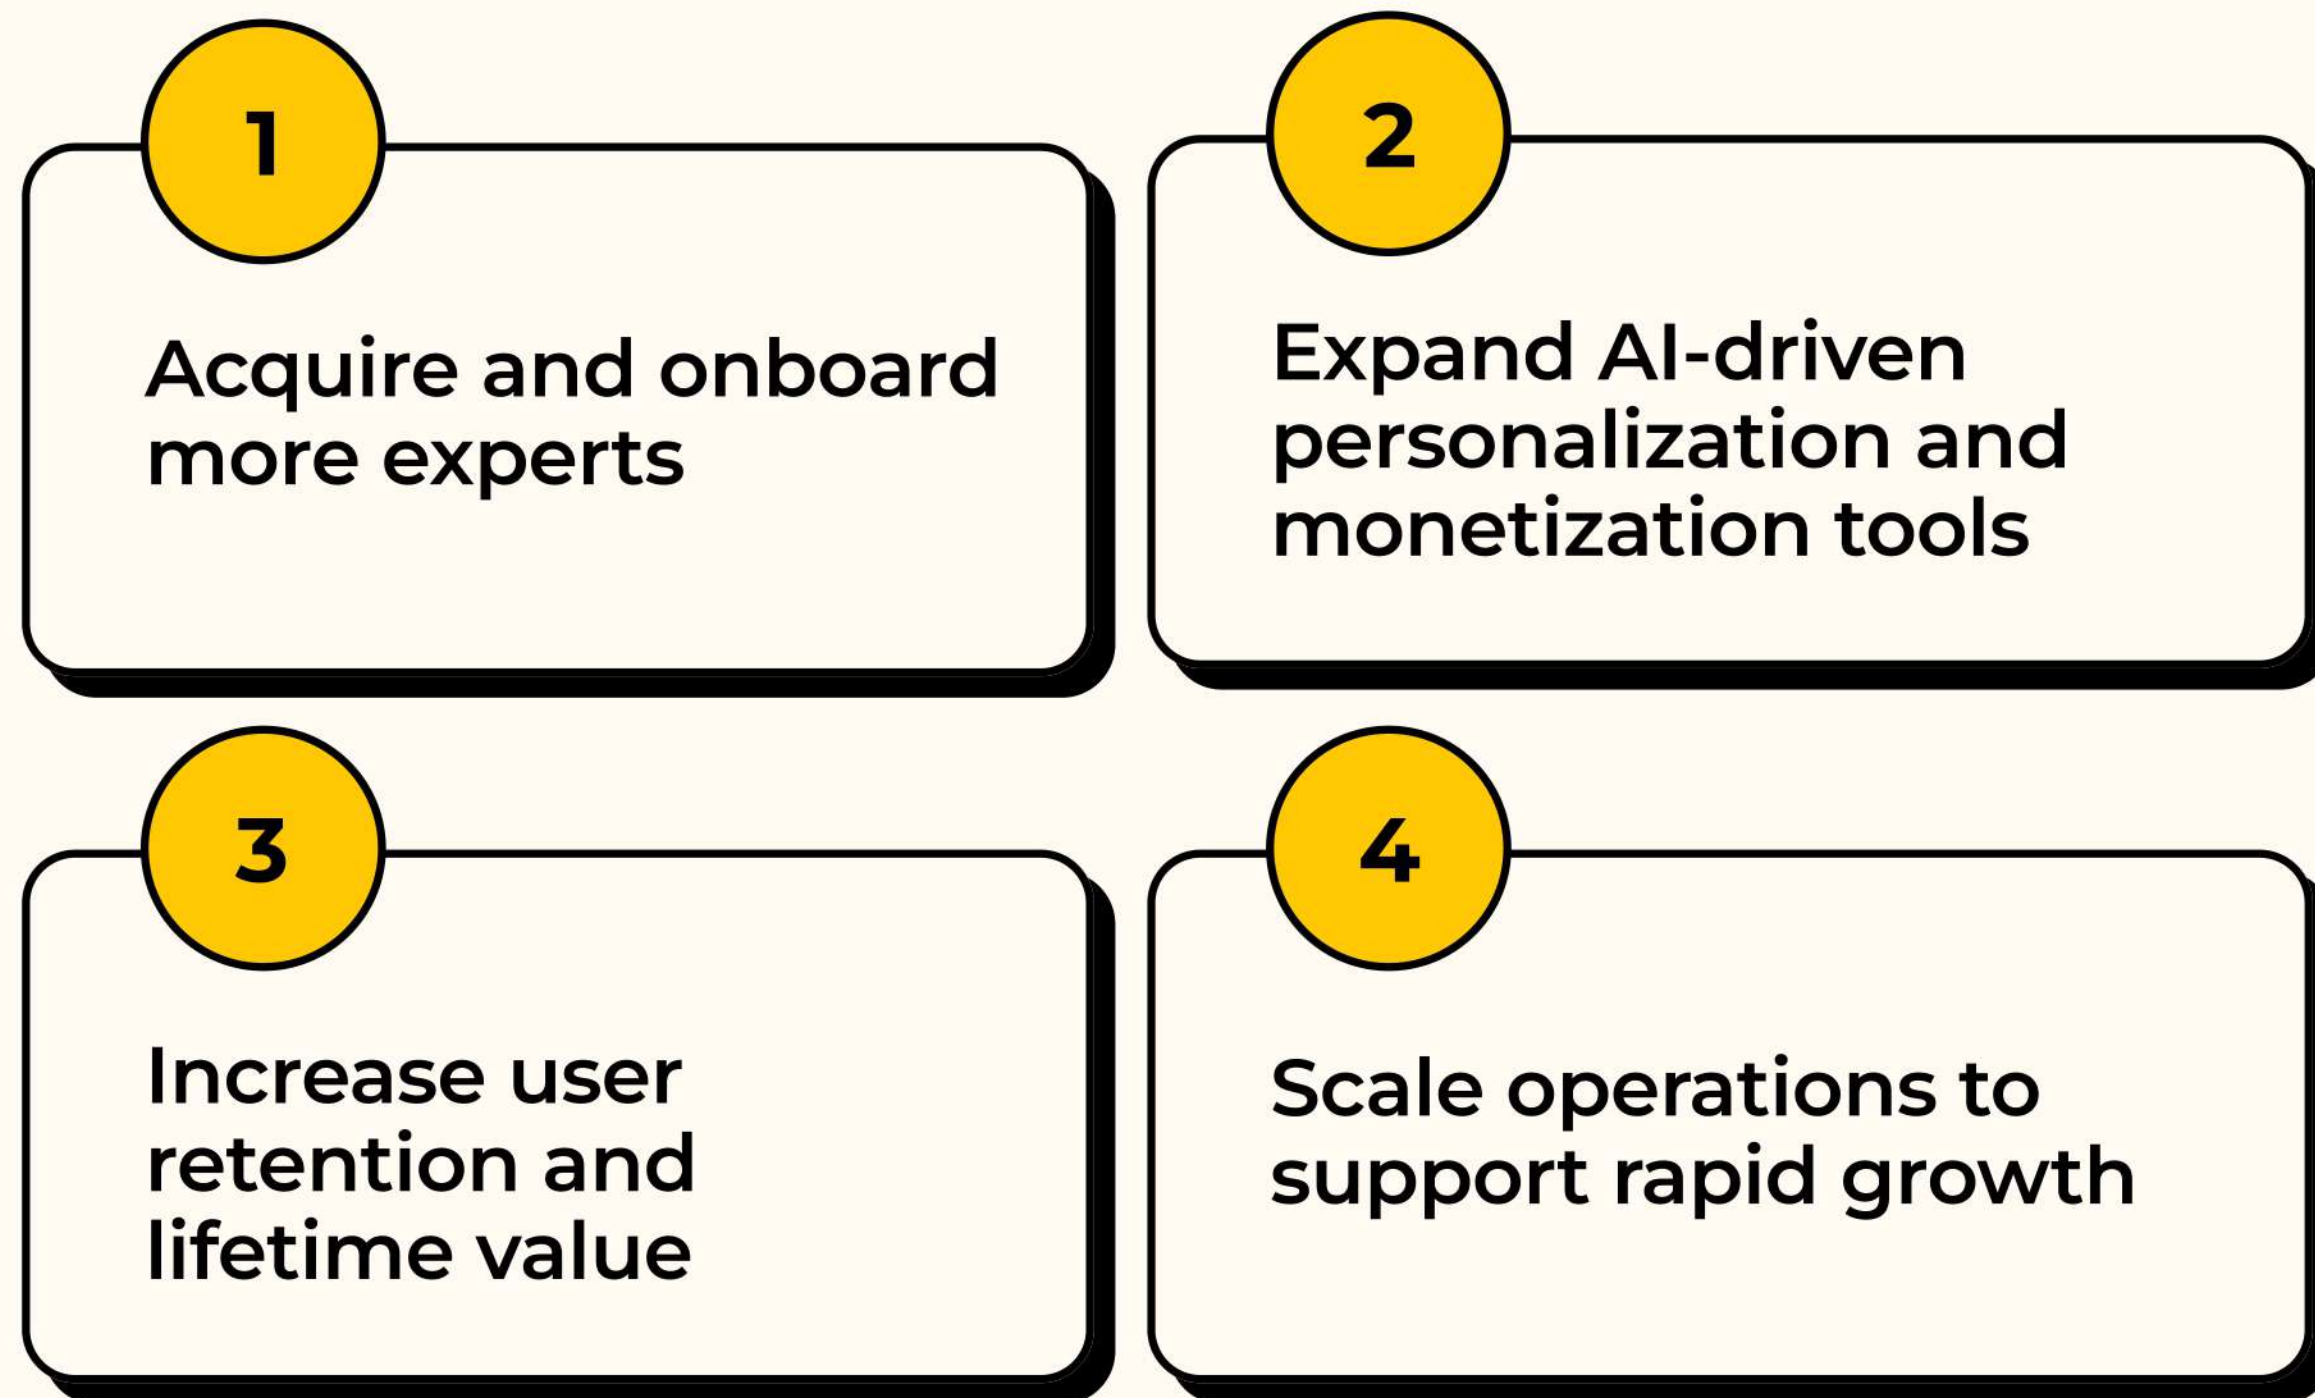 1
Acquire and onboard
more experts
2
Expand AI-driven
personalization and
monetization tools
3
Increase user
retention and
lifetime value
4
Scale operations to
support rapid growth